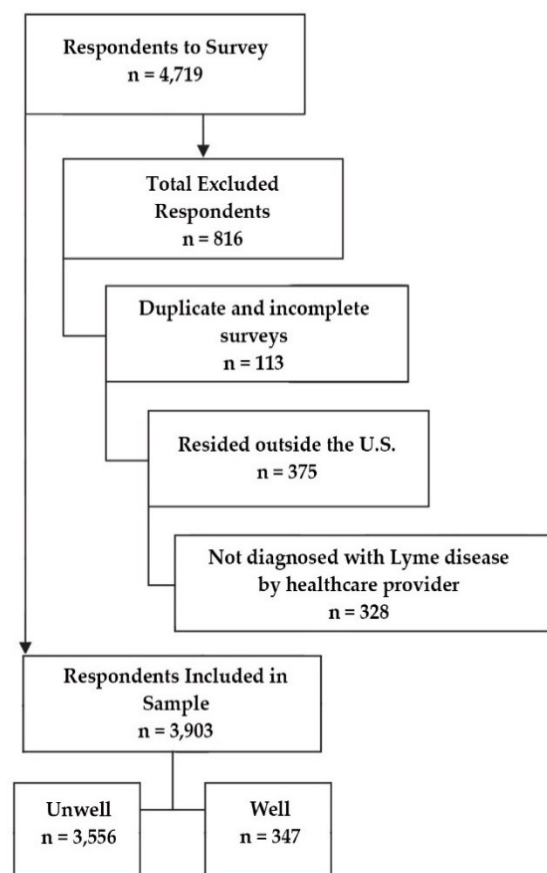 Respondents to Survey
n = 4,719
Total Excluded
Respondents
n = 816
Duplicate and incomplete
surveys
n = 113
Resided outside the U.S.
n = 375
Not diagnosed with Lyme disease
by healthcare provider
n = 328
Respondents Included in
Sample
n = 3,903
Unwell
n = 3,556
Well
n = 347